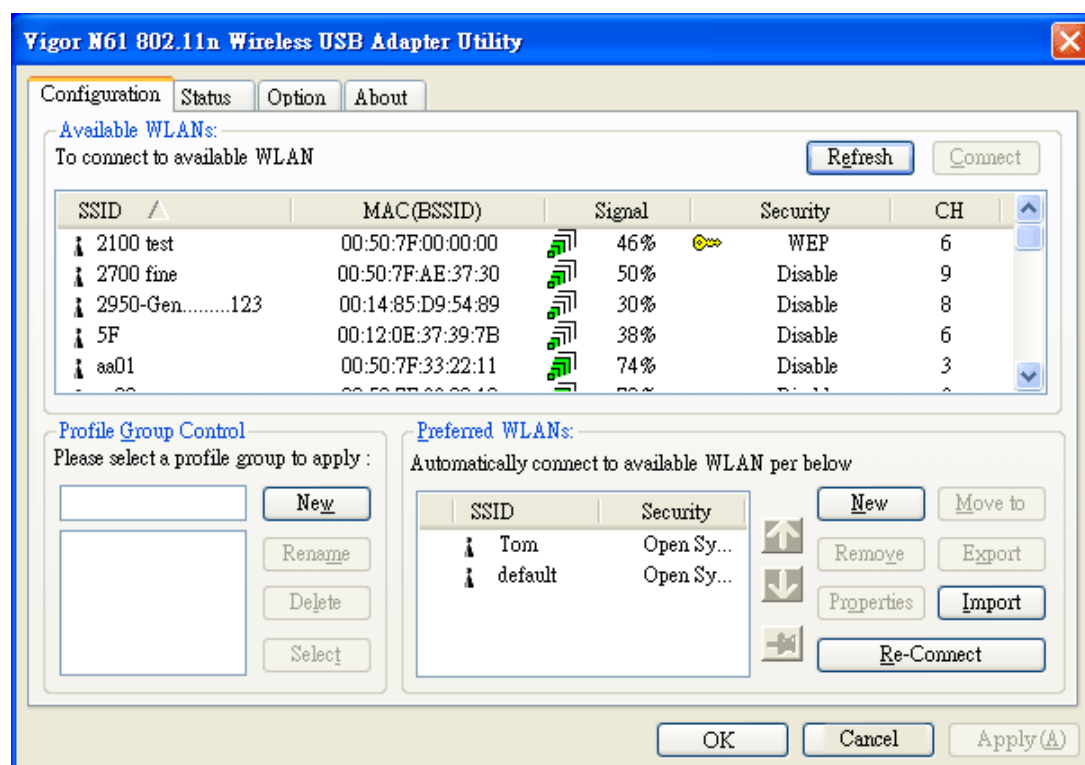 Vigor N61 802.11n Wireless USB Adapter Utility
Configuration Status Option About
Available WLANs:
To connect to available WLAN
Refresh Connect
SSID MAC(BSSID) Signal Security CH
2100 test 00:50:7F:00:00:00 46% WEP 6
2700 fine 00:50:7F:AE:37:30 50% Disable 9
2950-Gen.........123 00:14:85:D9:54:89 30% Disable 8
5F 00:12:0E:37:39:7B 38% Disable 6
aa01 00:50:7F:33:22:11 74% Disable 3
Profile Group Control
Please select a profile group to apply :
New
Rename
Delete
Select
Preferred WLANs:
Automatically connect to available WLAN per below
SSID Security
Tom Open Sy...
default Open Sy...
New Move to
Remove Export
Properties Import
Re-Connect
OK Cancel Apply(A)